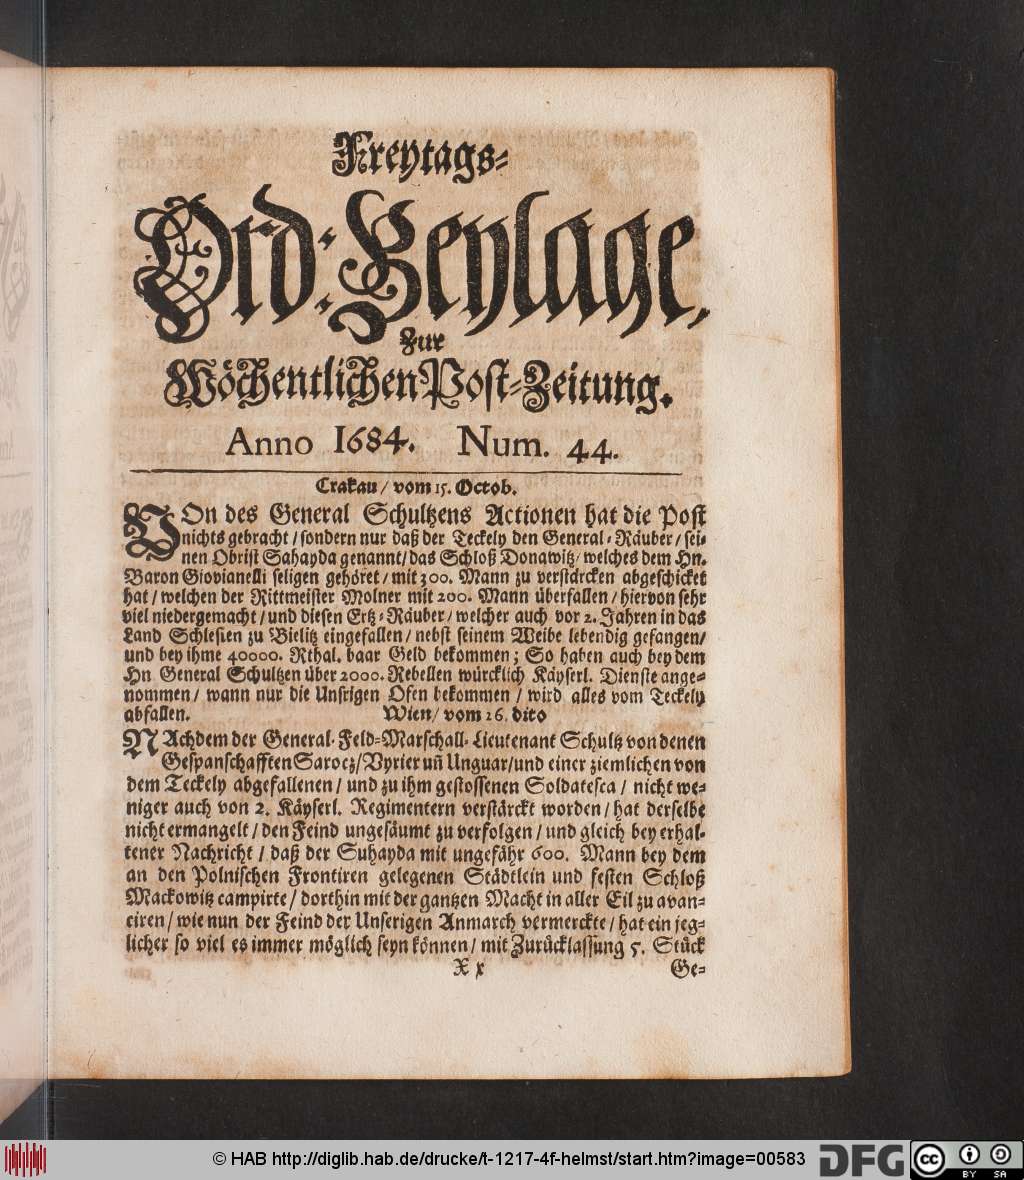 Freytags-
Ord: Beylage,
Zur
Wöchentlichen Post-Zeitung.
Anno 1684. Num. 44.
Crakau / vom 15. Octob.
VOn des General Schultzens Actionen hat die Post
nichts gebracht / sondern nur daß der Teckely den General-Räuber / sei-
nen Obrist Sahayda genannt / das Schloß Donawitz / welches dem Hn.
Baron Giovianelli seligen gehöret / mit 300. Mann zu verstärcken abgeschicket
hat / welchen der Rittmeister Molner mit 200. Mann überfallen / hiervon sehr
viel niedergemacht / und diesen Ertz-Räuber / welcher auch vor 2. Jahren in das
Land Schlesien zu Bielitz eingefallen / nebst seinem Weibe lebendig gefangen /
und bey ihme 40000. Rthal. baar Geld bekommen; So haben auch bey dem
Hn General Schultzen über 2000. Rebellen würcklich Käyserl. Dienste ange-
nommen / wann nur die Unsrigen Ofen bekommen / wird alles vom Teckely
abfallen. Wien / vom 26. dito
NAchdem der General-Feld-Marschall-Lieutenant Schultz von denen
Gespanschafften Sarocz / Vyrier uñ Unguar / und einer ziemlichen von
dem Teckely abgefallenen / und zu ihm gestossenen Soldatesca / nicht we-
niger auch von 2. Käyserl. Regimentern verstärckt worden / hat derselbe
nicht ermangelt / den Feind ungesäumt zu verfolgen / und gleich bey erhal-
tener Nachricht / daß der Suhayda mit ungefähr 600. Mann bey dem
an den Polnischen Frontiren gelegenen Städtlein und festen Schloß
Mackowitz campirte / dorthin mit der gantzen Macht in aller Eil zu avan-
ciren / wie nun der Feind der Unserigen Anmarch vermerckte / hat ein jeg-
licher so viel es immer möglich seyn können / mit Zurücklassung 5. Stück
X x Ge-
© HAB http://diglib.hab.de/drucke/t-1217-4f-helmst/start.htm?image=00583
DFG
cc
BY SA